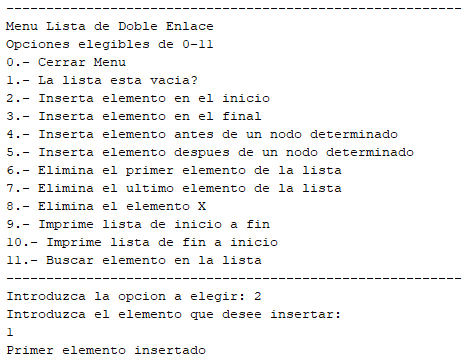 ----------------------------------------------------------
Menu Lista de Doble Enlace
Opciones elegibles de 0-11
0.- Cerrar Menu
1.- La lista esta vacia?
2.- Inserta elemento en el inicio
3.- Inserta elemento en el final
4.- Inserta elemento antes de un nodo determinado
5.- Inserta elemento despues de un nodo determinado
6.- Elimina el primer elemento de la lista
7.- Elimina el ultimo elemento de la lista
8.- Elimina el elemento X
9.- Imprime lista de inicio a fin
10.- Imprime lista de fin a inicio
11.- Buscar elemento en la lista
----------------------------------------------------------
Introduzca la opcion a elegir: 2
Introduzca el elemento que desee insertar:
1
Primer elemento insertado